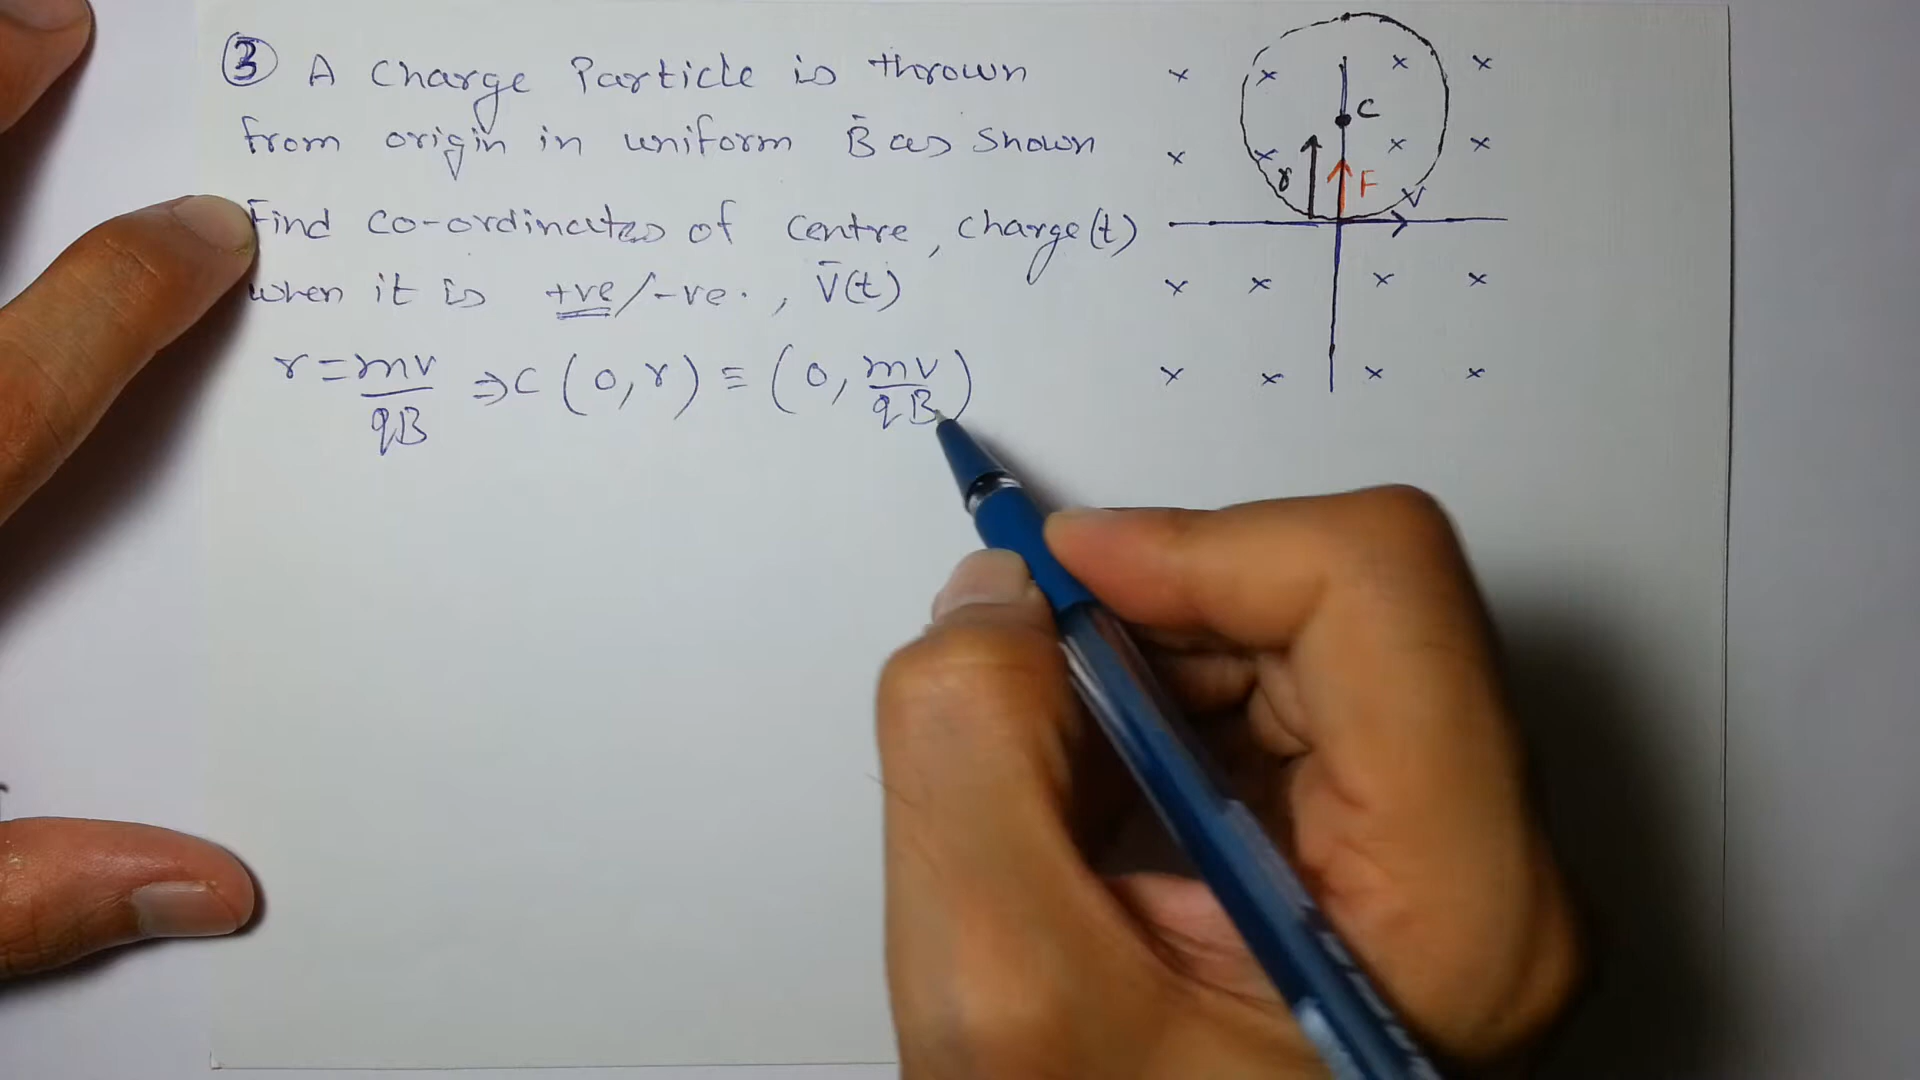 ③ A Charge Particle is thrown
from origin in uniform B̄ as shown
Find co-ordinates of centre, charge(t)
when it is +ve/-ve. , V̄(t)
r = mv/qB ⇒ C (0, r) ≡ (0, mv/qB)
C
r
F
V